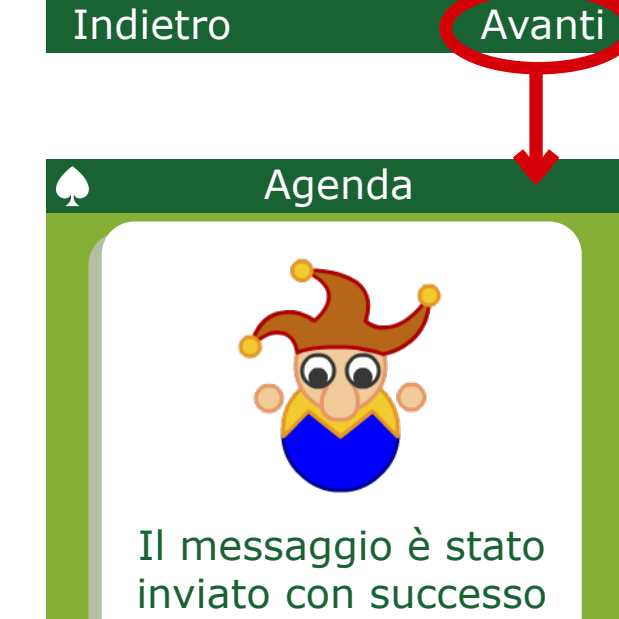 Indietro Avanti
Agenda
Il messaggio è stato
inviato con successo